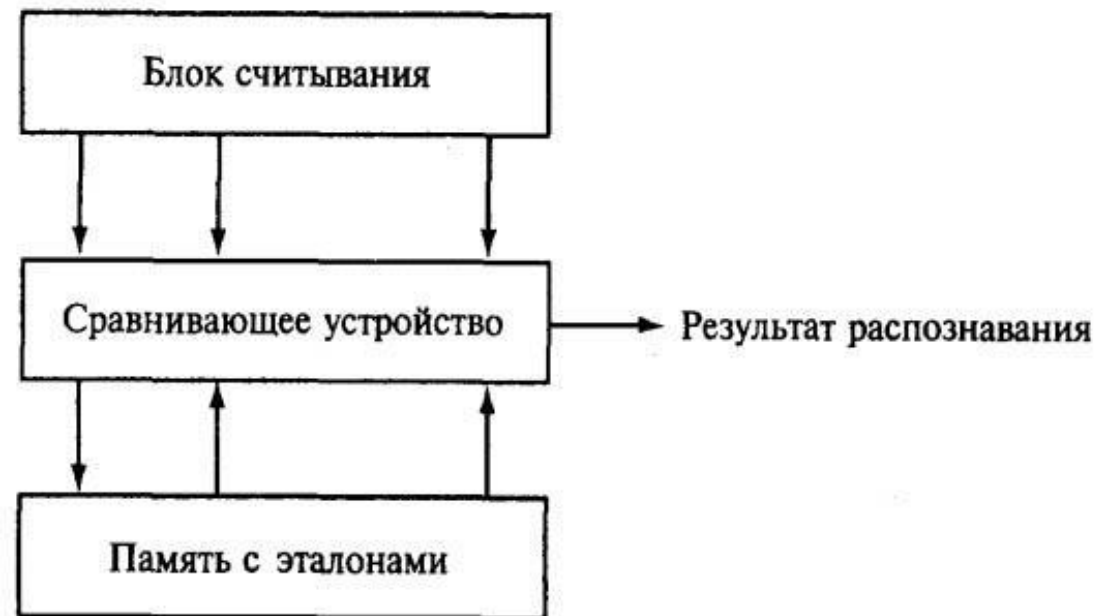 Блок считывания
Сравнивающее устройство
Результат распознавания
Память с эталонами